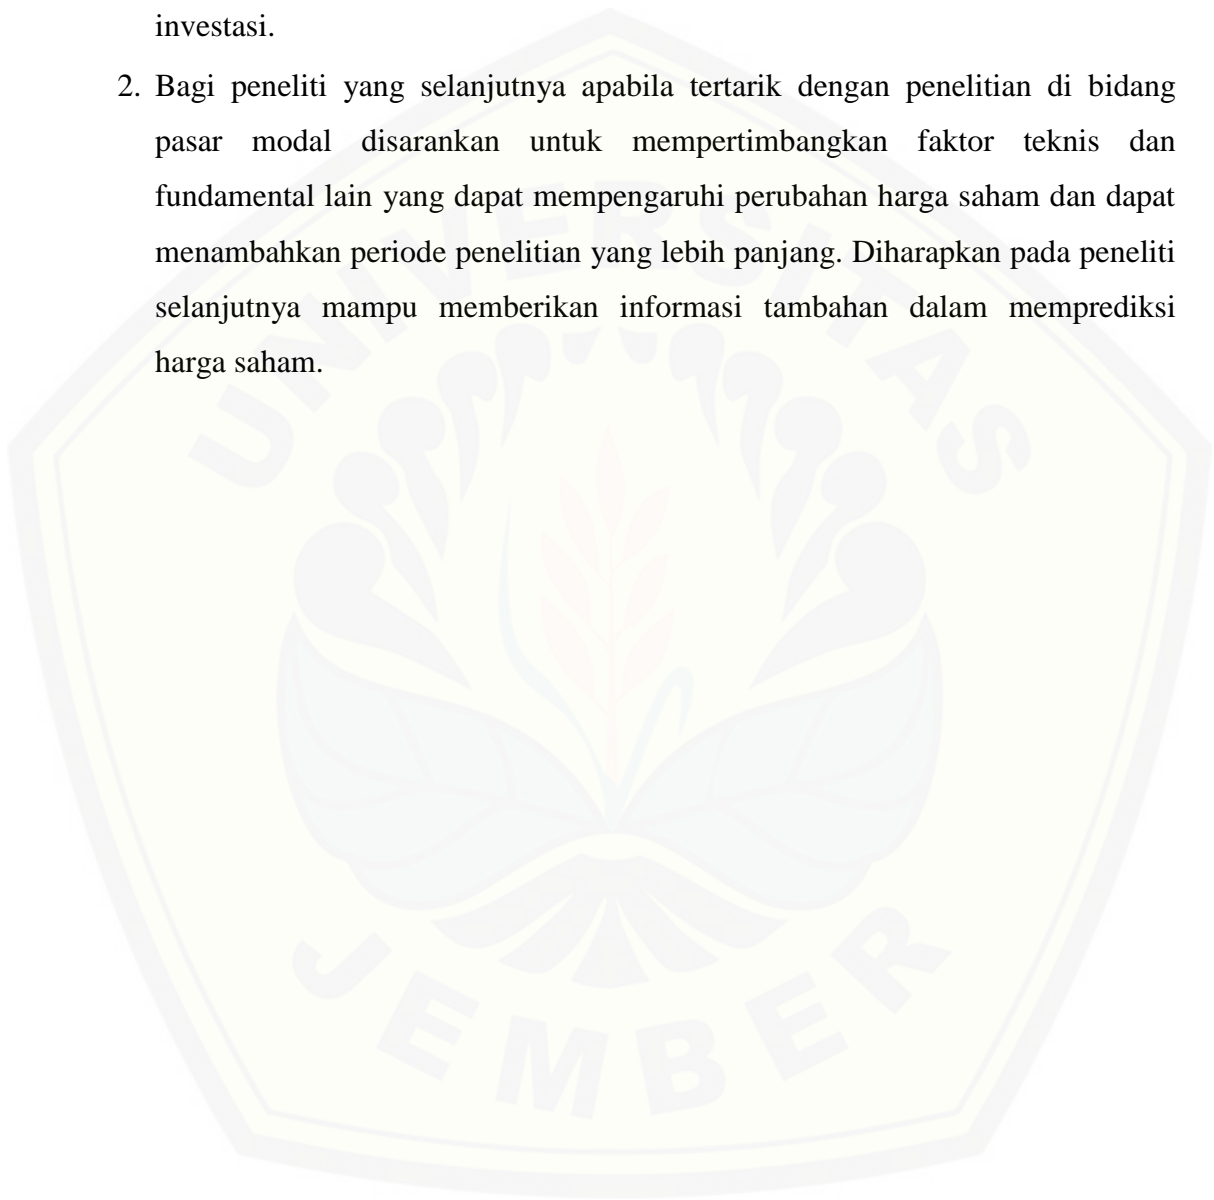 investasi.
2. Bagi peneliti yang selanjutnya apabila tertarik dengan penelitian di bidang
pasar modal disarankan untuk mempertimbangkan faktor teknis dan
fundamental lain yang dapat mempengaruhi perubahan harga saham dan dapat
menambahkan periode penelitian yang lebih panjang. Diharapkan pada peneliti
selanjutnya mampu memberikan informasi tambahan dalam memprediksi
harga saham.
UNIVERSITAS
JEMBER